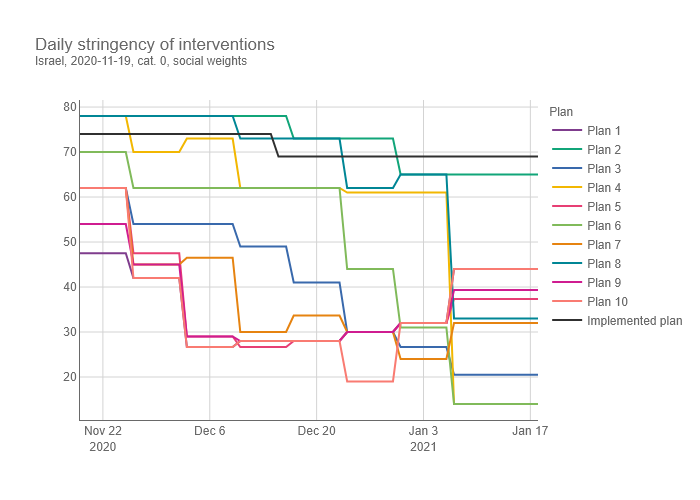 Daily stringency of interventions
Israel, 2020-11-19, cat. 0, social weights
80
70
60
50
40
30
20
Nov 22
2020
Dec 6
Dec 20
Jan 3
2021
Jan 17
Plan
Plan 1
Plan 2
Plan 3
Plan 4
Plan 5
Plan 6
Plan 7
Plan 8
Plan 9
Plan 10
Implemented plan